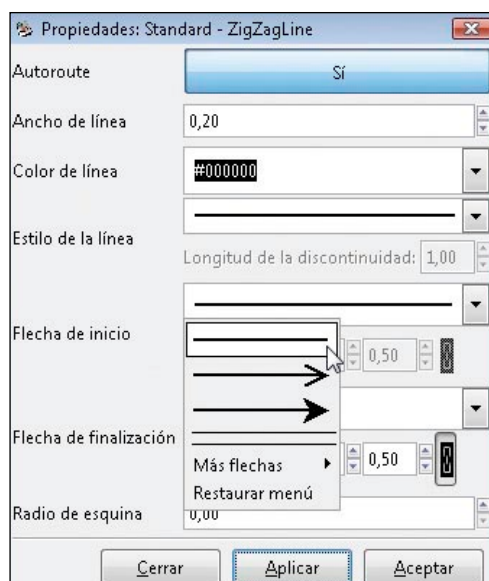 Propiedades: Standard - ZigZagLine
Autoroute
Sí
Ancho de línea
0,20
Color de línea
#000000
Estilo de la línea
Longitud de la discontinuidad: 1,00
Flecha de inicio
0,50
Flecha de finalización
0,50
Más flechas
Restaurar menú
Radio de esquina
0,00
Cerrar
Aplicar
Aceptar